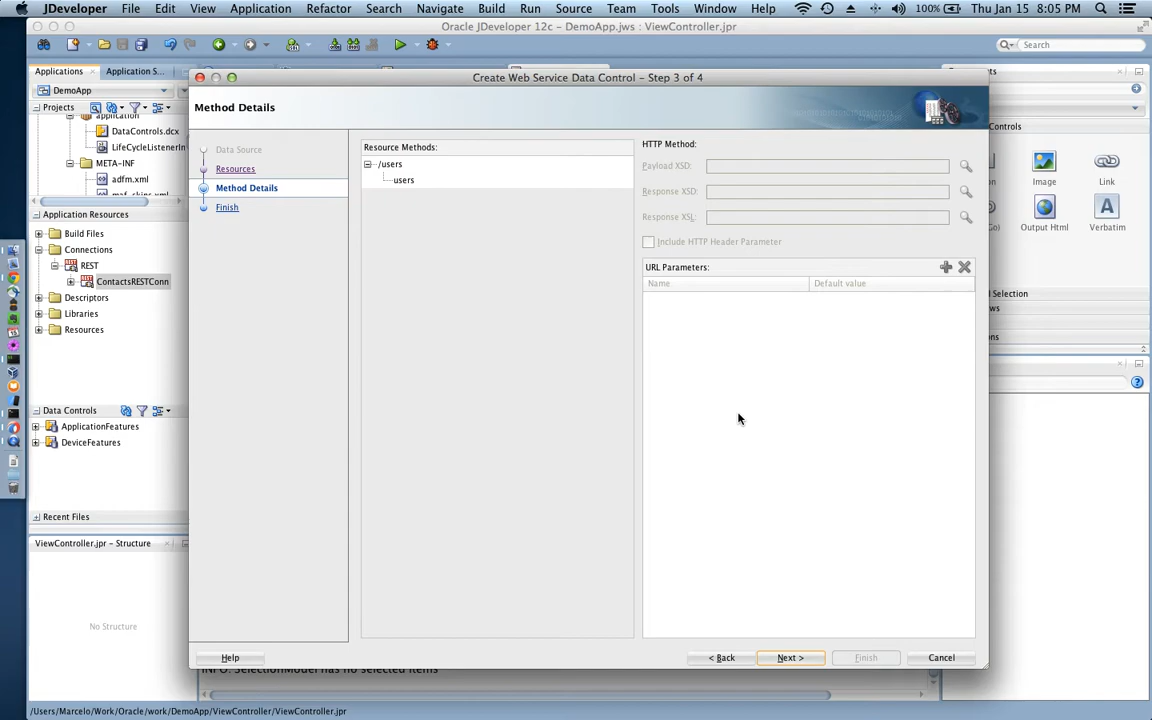 JDeveloper File Edit View Application Refactor Search Navigate Build Run Source Team Tools Window Help 100% Thu Jan 15 8:05 PM
Oracle JDeveloper 12c - DemoApp.jws : ViewController.jpr
Search
Applications Application S...
DemoApp
Projects
application
DataControls.dcx
LifeCycleListenerIn
META-INF
adfm.xml
Application Resources
Build Files
Connections
REST
ContactsRESTConn
Descriptors
Libraries
Resources
Data Controls
ApplicationFeatures
DeviceFeatures
Recent Files
ViewController.jpr - Structure
No Structure
Create Web Service Data Control - Step 3 of 4
Method Details
Data Source
Resources
Method Details
Finish
Resource Methods:
/users
users
HTTP Method:
Payload XSD:
Response XSD:
Response XSL:
Include HTTP Header Parameter
URL Parameters:
Name Default value
Help < Back Next > Finish Cancel
INFO: SelectionModel has no selected items
Controls
Image Link
Output Html Verbatim
Selection
/Users/Marcelo/Work/Oracle/work/DemoApp/ViewController/ViewController.jpr